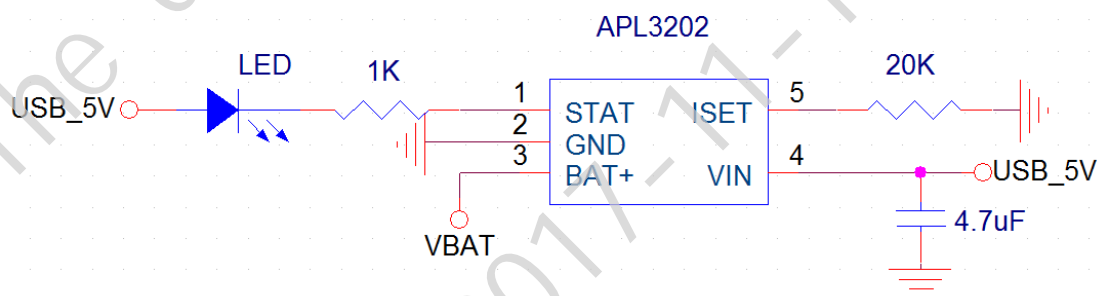 APL3202
LED
1K
20K
USB_5V
1
STAT
ISET
5
2
GND
3
BAT+
VIN
4
USB_5V
VBAT
4.7uF